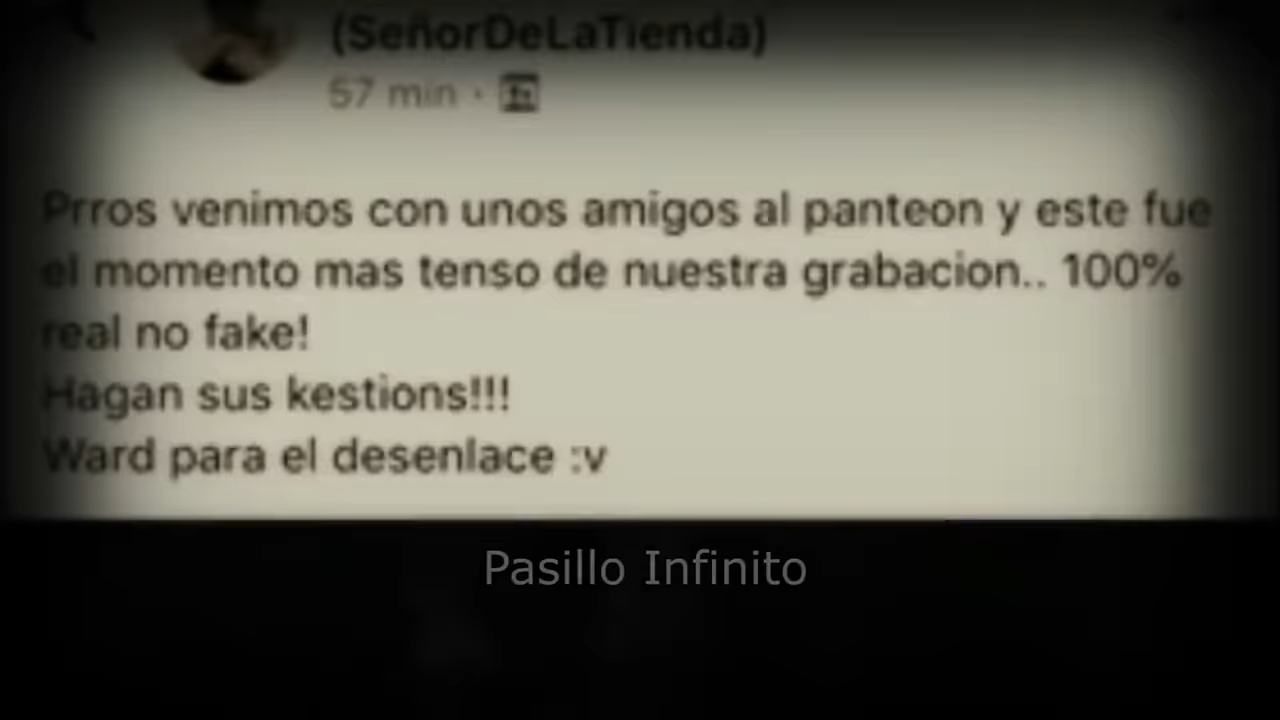 (SeñorDeLaTienda)
57 min ·
Prros venimos con unos amigos al panteon y este fue
el momento mas tenso de nuestra grabacion.. 100%
real no fake!
Hagan sus kestions!!!
Ward para el desenlace :v
Pasillo Infinito